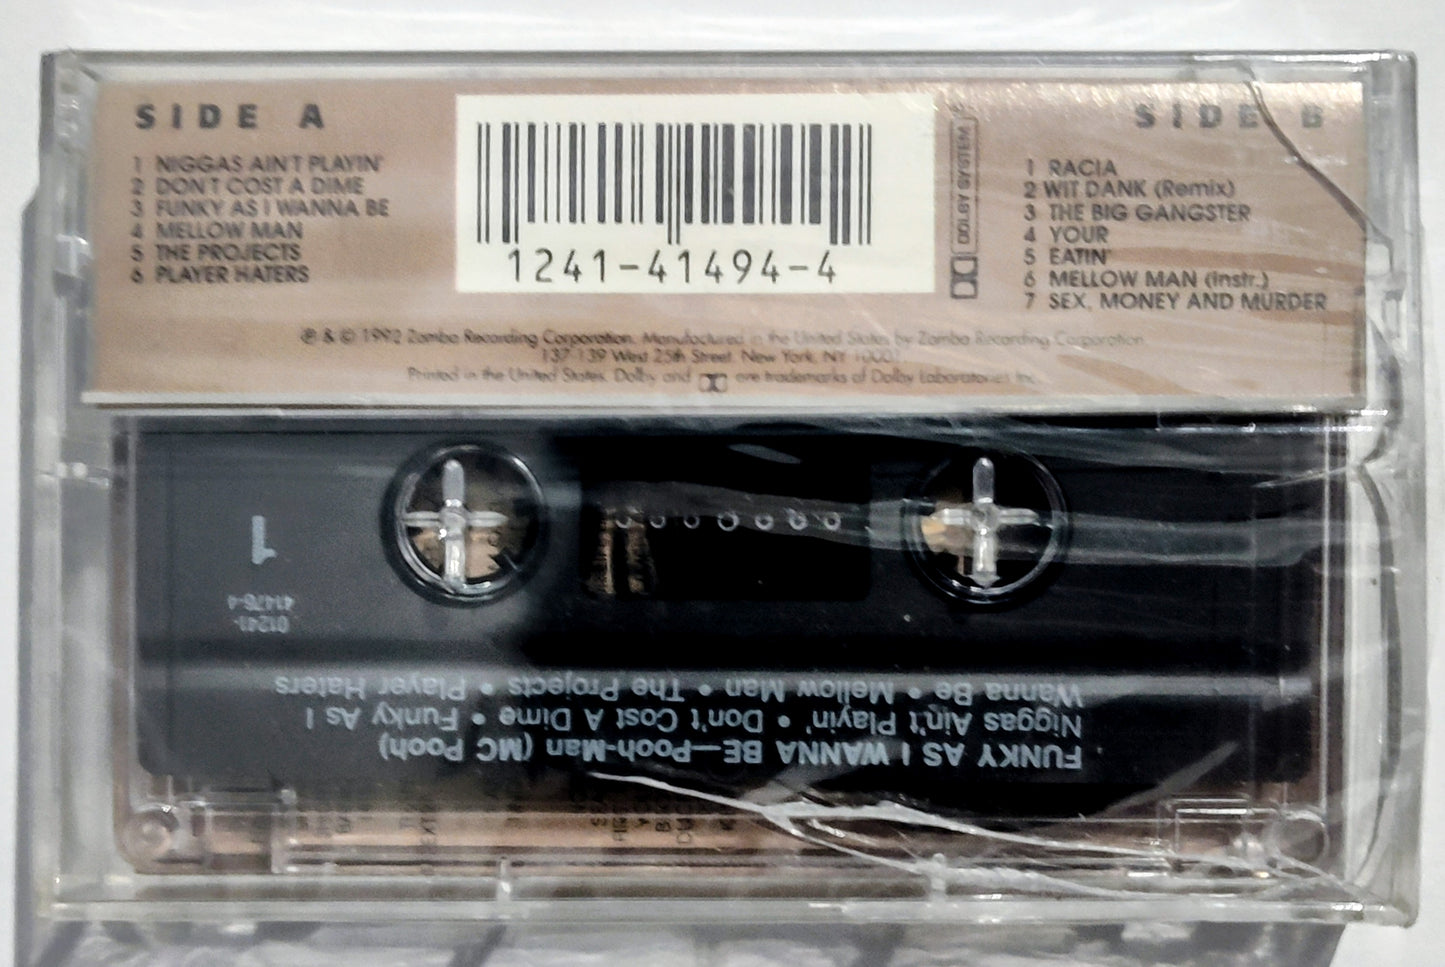 SIDE A
1 NIGGAS AIN'T PLAYIN'
2 DON'T COST A DIME
3 FUNKY AS I WANNA BE
4 MELLOW MAN
5 THE PROJECTS
6 PLAYER HATERS
1241-41494-4
DOLBY SYSTEM
SIDE B
1 RACIA
2 WIT DANK (Remix)
3 THE BIG GANGSTER
4 YOUR
5 EATIN'
6 MELLOW MAN (Instr.)
7 SEX, MONEY AND MURDER
℗ & © 1992 Zomba Recording Corporation. Manufactured in the United States by Zomba Recording Corporation
137-139 West 25th Street, New York, NY 10001
Printed in the United States. Dolby and are trademarks of Dolby Laboratories Inc.
1
01241-
41476-4
FUNKY AS I WANNA BE—Pooh-Man (MC Pooh)
Niggas Ain't Playin' • Don't Cost A Dime • Funky As I
Wanna Be • Mellow Man • The Projects • Player Haters